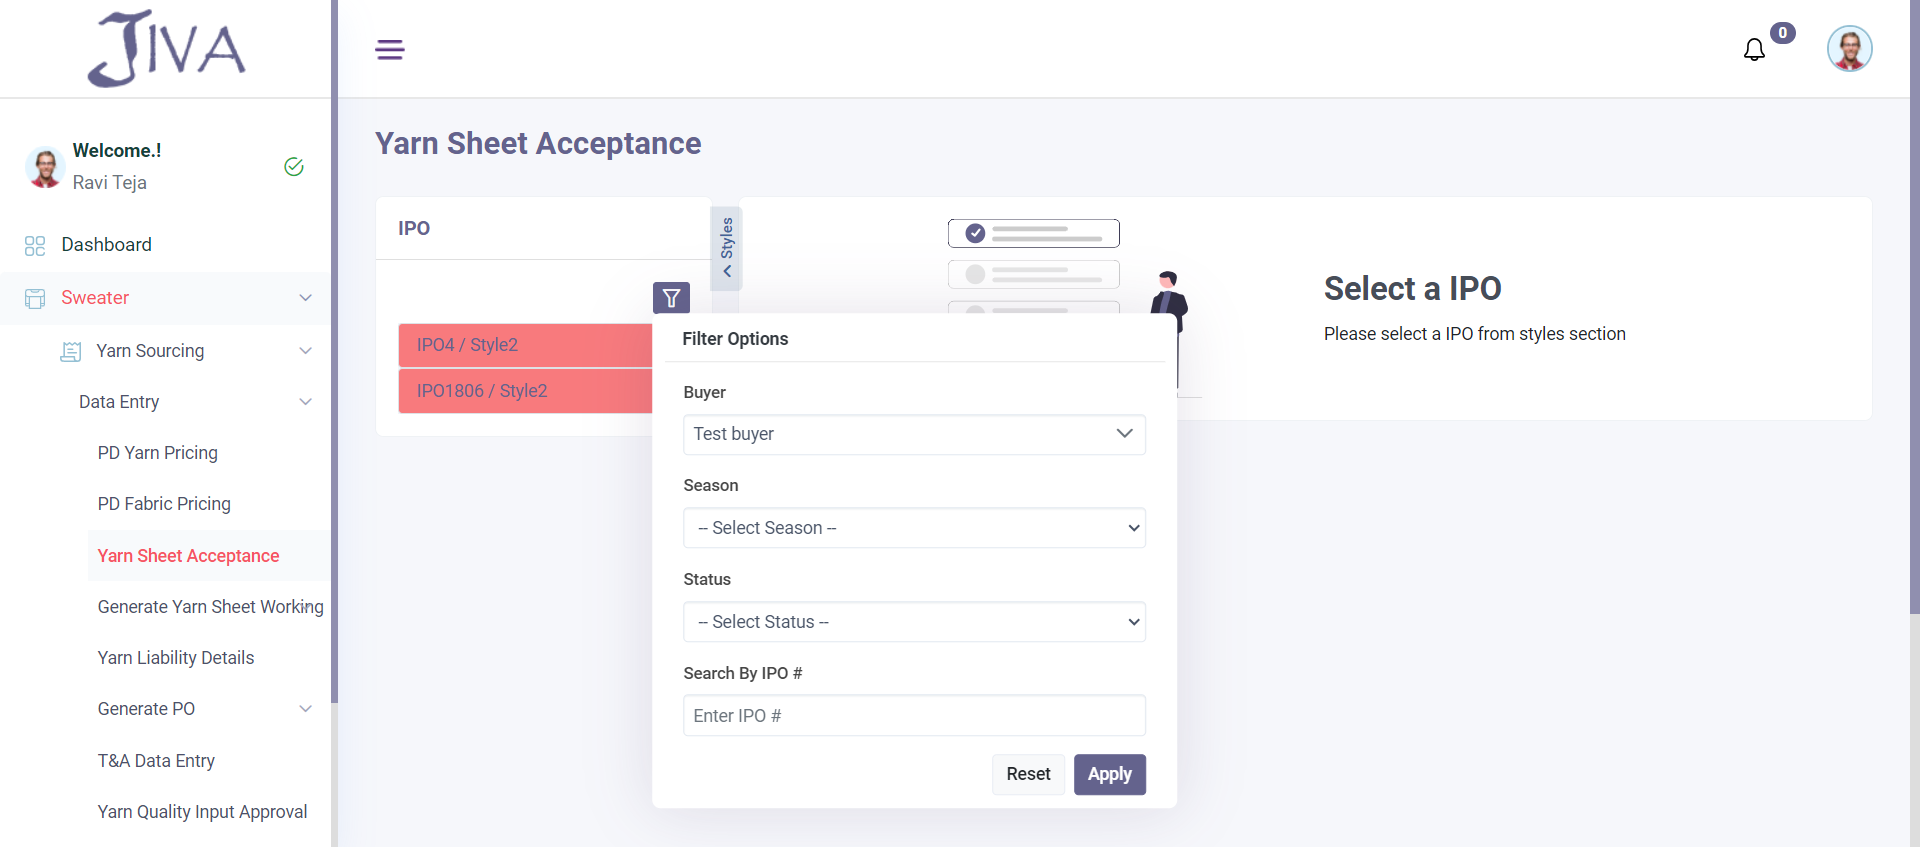 JIVA
0
Welcome.!
Ravi Teja
Dashboard
Sweater
Yarn Sourcing
Data Entry
PD Yarn Pricing
PD Fabric Pricing
Yarn Sheet Acceptance
Generate Yarn Sheet Working
Yarn Liability Details
Generate PO
T&A Data Entry
Yarn Quality Input Approval
Yarn Sheet Acceptance
IPO
Styles
IPO4 / Style2
IPO1806 / Style2
Select a IPO
Please select a IPO from styles section
Filter Options
Buyer
Test buyer
Season
-- Select Season --
Status
-- Select Status --
Search By IPO #
Enter IPO #
Reset
Apply